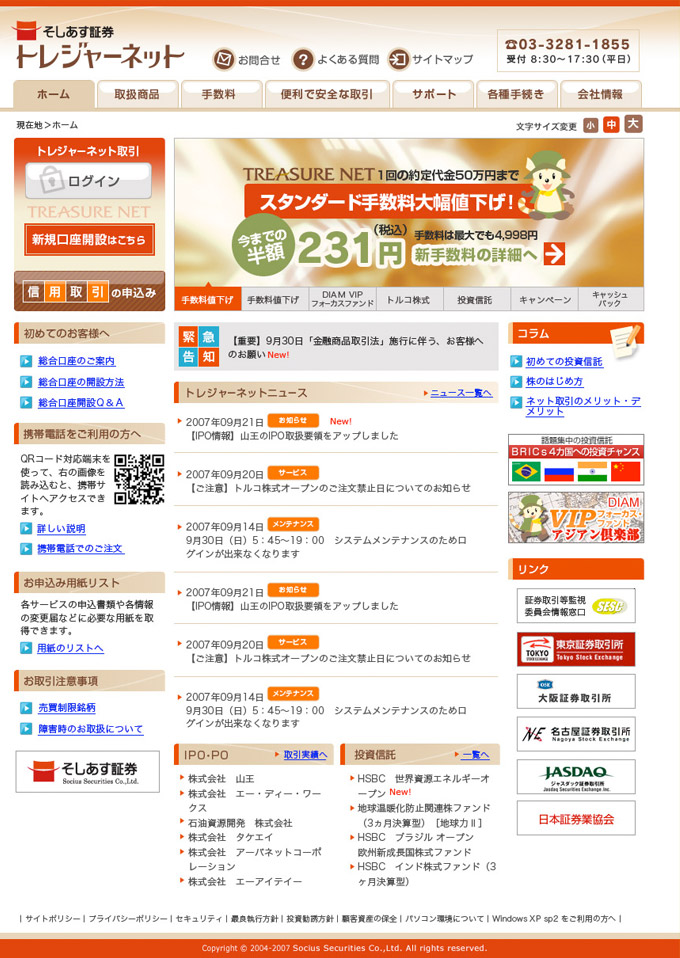 そしあす証券
トレジャーネット
お問合せ
よくある質問
サイトマップ
☎03-3281-1855
受付 8:30〜17:30（平日）
ホーム
取扱商品
手数料
便利で安全な取引
サポート
各種手続き
会社情報
現在地＞ホーム
文字サイズ変更 小 中 大
トレジャーネット取引
ログイン
TREASURE NET
新規口座開設はこちら
信用取引の申込み
TREASURE NET 1回の約定代金50万円まで
スタンダード手数料大幅値下げ！
今までの
半額
231円
（税込）
手数料は最大でも4,998円
新手数料の詳細へ
手数料値下げ
手数料値下げ
DIAM VIP
フォーカスファンド
トルコ株式
投資信託
キャンペーン
キャッシュ
バック
初めてのお客様へ
総合口座のご案内
総合口座の開設方法
総合口座開設Q＆A
携帯電話をご利用の方へ
QRコード対応端末を
使って、右の画像を
読み込むと、携帯サ
イトへアクセスでき
ます。
詳しい説明
携帯電話でのご注文
お申込み用紙リスト
各サービスの申込書類や各情報
の変更届などに必要な用紙を取
得できます。
用紙のリストへ
お取引注意事項
売買制限銘柄
障害時のお取扱について
そしあす証券
Socius Securities Co.,Ltd.
緊急
告知
【重要】9月30日「金融商品取引法」施行に伴う、お客様へ
のお願い New!
トレジャーネットニュース
ニュース一覧へ
2007年09月21日 お知らせ New!
【IPO情報】山王のIPO取扱要領をアップしました
2007年09月20日 サービス
【ご注意】トルコ株式オープンのご注文禁止日についてのお知らせ
2007年09月14日 メンテナンス
9月30日（日）5：45〜19：00　システムメンテナンスのためロ
グインが出来なくなります
2007年09月21日 お知らせ
【IPO情報】山王のIPO取扱要領をアップしました
2007年09月20日 サービス
【ご注意】トルコ株式オープンのご注文禁止日についてのお知らせ
2007年09月14日 メンテナンス
9月30日（日）5：45〜19：00　システムメンテナンスのためロ
グインが出来なくなります
IPO・PO
取引実績へ
株式会社　山王
株式会社　エー・ディー・ワー
クス
石油資源開発　株式会社
株式会社　タケエイ
株式会社　アーバネットコーポ
レーション
株式会社　エーアイテイー
投資信託
一覧へ
HSBC　世界資源エネルギーオ
ープン New!
地球温暖化防止関連株ファンド
（3ヵ月決算型）［地球力Ⅱ］
HSBC　ブラジル オープン
欧州新成長国株式ファンド
HSBC　インド株式ファンド（3
ヶ月決算型）
コラム
初めての投資信託
株のはじめ方
ネット取引のメリット・デ
メリット
話題集中の投資信託
BRICs4カ国への投資チャンス
DIAM
VIP フォーカス・
ファンド
アジアン倶楽部
リンク
証券取引等監視
委員会情報窓口
SESC
TOKYO
東京証券取引所
Tokyo Stock Exchange
OSE
大阪証券取引所
NE 名古屋証券取引所
Nagoya Stock Exchange
JASDAQ
ジャスダック証券取引所
Jasdaq Securities Exchange,Inc.
日本証券業協会
| サイトポリシー | プライバシーポリシー | セキュリティ | 最良執行方針 | 投資勧誘方針 | 顧客資産の保全 | パソコン環境について | Windows XP sp2 をご利用の方へ |
Copyright © 2004-2007 Socius Securities Co.,Ltd. All rights reserved.